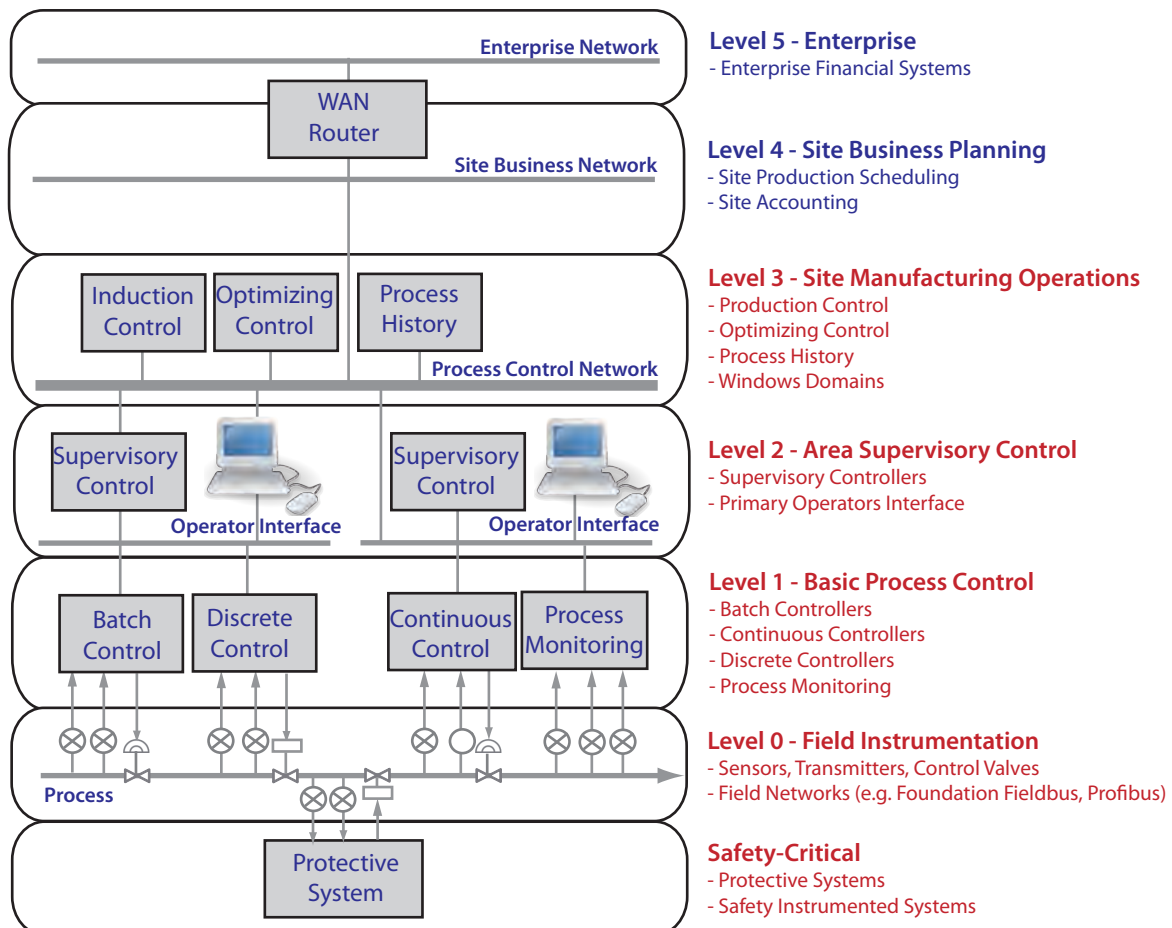 Enterprise Network
Level 5 - Enterprise
- Enterprise Financial Systems
WAN
Router
Site Business Network
Level 4 - Site Business Planning
- Site Production Scheduling
- Site Accounting
Induction
Control
Optimizing
Control
Process
History
Process Control Network
Level 3 - Site Manufacturing Operations
- Production Control
- Optimizing Control
- Process History
- Windows Domains
Supervisory
Control
Operator Interface
Supervisory
Control
Operator Interface
Level 2 - Area Supervisory Control
- Supervisory Controllers
- Primary Operators Interface
Batch
Control
Discrete
Control
Continuous
Control
Process
Monitoring
Level 1 - Basic Process Control
- Batch Controllers
- Continuous Controllers
- Discrete Controllers
- Process Monitoring
Process
Level 0 - Field Instrumentation
- Sensors, Transmitters, Control Valves
- Field Networks (e.g. Foundation Fieldbus, Profibus)
Protective
System
Safety-Critical
- Protective Systems
- Safety Instrumented Systems